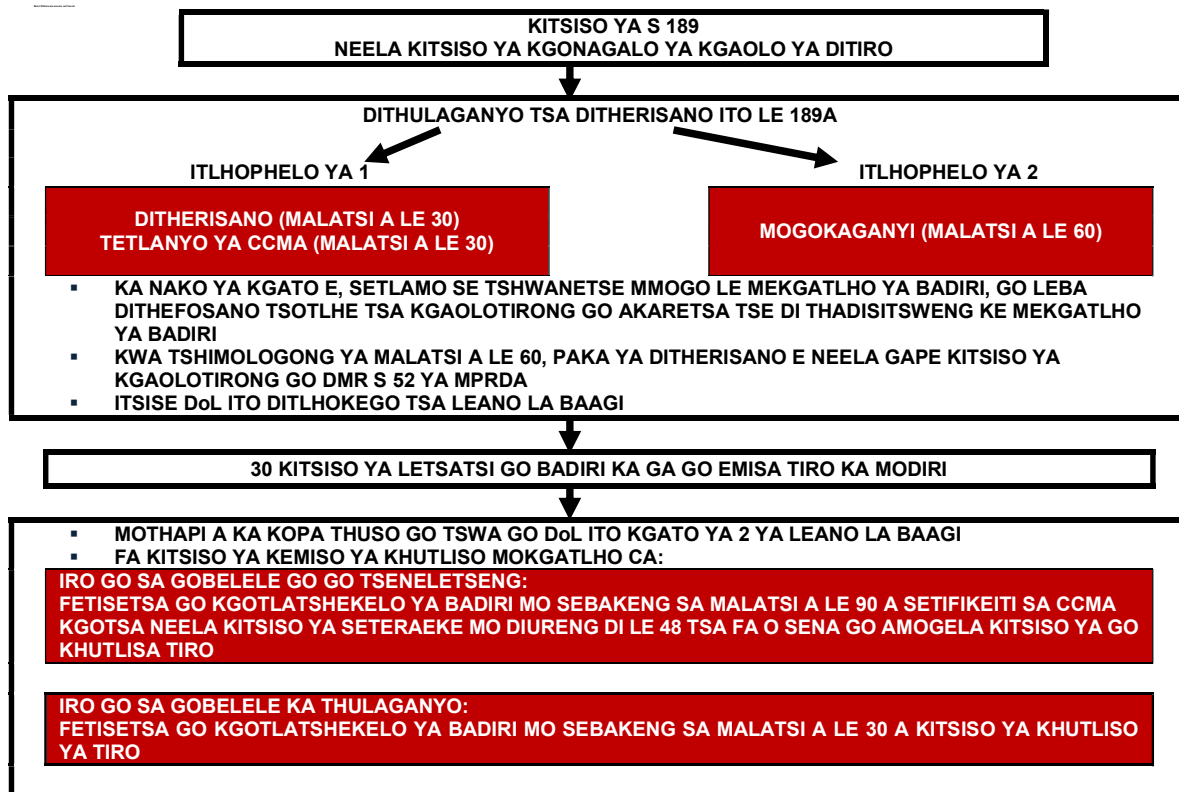 KITSISO YA S 189
NEELA KITSISO YA KGONAGALO YA KGAOLO YA DITIRO
DITHULAGANYO TSA DITHERISANO ITO LE 189A
ITLHOPHELO YA 1
ITLHOPHELO YA 2
DITHERISANO (MALATSI A LE 30)
TETLANYO YA CCMA (MALATSI A LE 30)
MOGOKAGANYI (MALATSI A LE 60)
▪ KA NAKO YA KGATO E, SETLAMO SE TSHWANETSE MMOGO LE MEKGATLHO YA BADIRI, GO LEBA
DITHEFOSANO TSOTLHE TSA KGAOLOTIRONG GO AKARETSA TSE DI THADISITSWENG KE MEKGATLHO
YA BADIRI
▪ KWA TSHIMOLOGONG YA MALATSI A LE 60, PAKA YA DITHERISANO E NEELA GAPE KITSISO YA
KGAOLOTIRONG GO DMR S 52 YA MPRDA
▪ ITSISE DoL ITO DITLHOKEGO TSA LEANO LA BAAGI
30 KITSISO YA LETSATSI GO BADIRI KA GA GO EMISA TIRO KA MODIRI
▪ MOTHAPI A KA KOPA THUSO GO TSWA GO DoL ITO KGATO YA 2 YA LEANO LA BAAGI
▪ FA KITSISO YA KEMISO YA KHUTLISO MOKGATLHO CA:
IRO GO SA GOBELELE GO GO TSENELETSENG:
FETISETSA GO KGOTLATSHEKELO YA BADIRI MO SEBAKENG SA MALATSI A LE 90 A SETIFIKEITI SA CCMA
KGOTSA NEELA KITSISO YA SETERAEKE MO DIURENG DI LE 48 TSA FA O SENA GO AMOGELA KITSISO YA GO
KHUTLISA TIRO
IRO GO SA GOBELELE KA THULAGANYO:
FETISETSA GO KGOTLATSHEKELO YA BADIRI MO SEBAKENG SA MALATSI A LE 30 A KITSISO YA KHUTLISO
YA TIRO